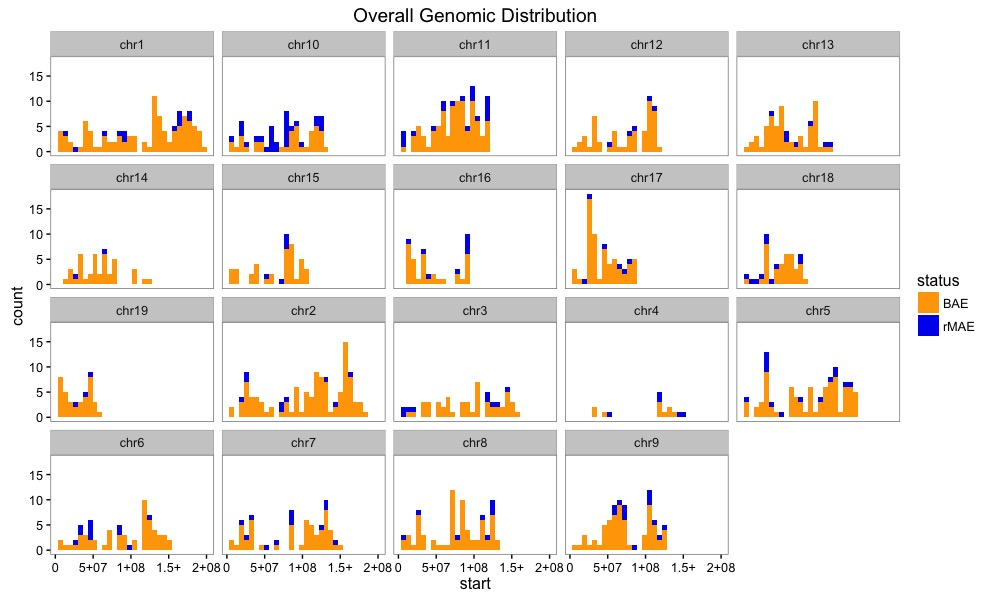 Overall Genomic Distribution
chr1 chr10 chr11 chr12 chr13
15
10
5
0
chr14 chr15 chr16 chr17 chr18
15
10
5
0
count
status
BAE
rMAE
chr19 chr2 chr3 chr4 chr5
15
10
5
0
chr6 chr7 chr8 chr9
15
10
5
0
0 5+07 1+08 1.5+ 2+08 0 5+07 1+08 1.5+ 2+08 0 5+07 1+08 1.5+ 2+08 0 5+07 1+08 1.5+ 2+08
start